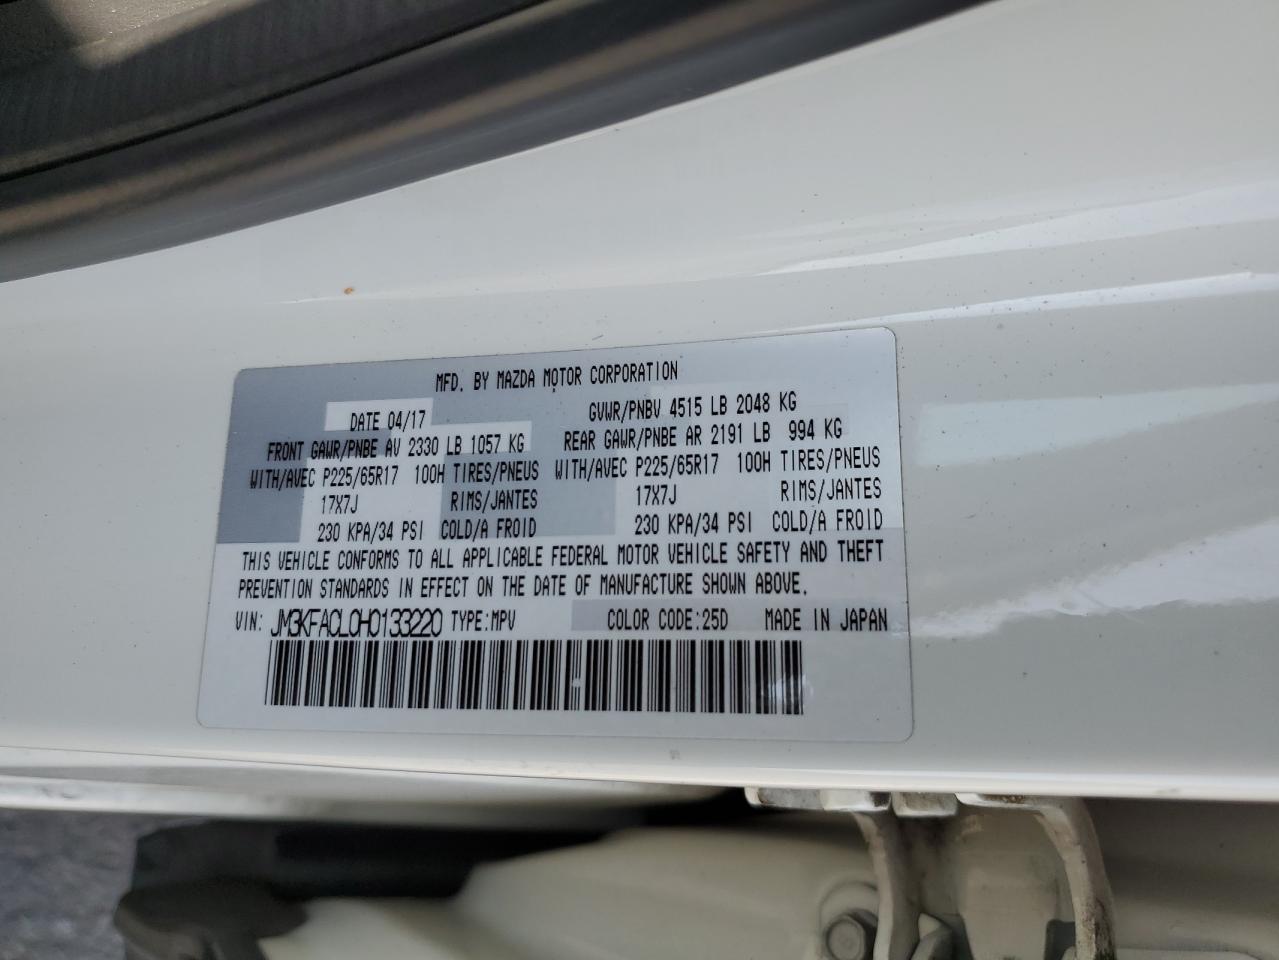 MFD. BY MAZDA MOTOR CORPORATION
DATE 04/17 GVWR/PNBV 4515 LB 2048 KG
FRONT GAWR/PNBE AV 2330 LB 1057 KG REAR GAWR/PNBE AR 2191 LB 994 KG
WITH/AVEC P225/65R17 100H TIRES/PNEUS WITH/AVEC P225/65R17 100H TIRES/PNEUS
17X7J RIMS/JANTES 17X7J RIMS/JANTES
230 KPA/34 PSI COLD/A FROID 230 KPA/34 PSI COLD/A FROID
THIS VEHICLE CONFORMS TO ALL APPLICABLE FEDERAL MOTOR VEHICLE SAFETY AND THEFT
PREVENTION STANDARDS IN EFFECT ON THE DATE OF MANUFACTURE SHOWN ABOVE.
VIN: JM3KFACL0H0133220 TYPE:MPV COLOR CODE:25D MADE IN JAPAN